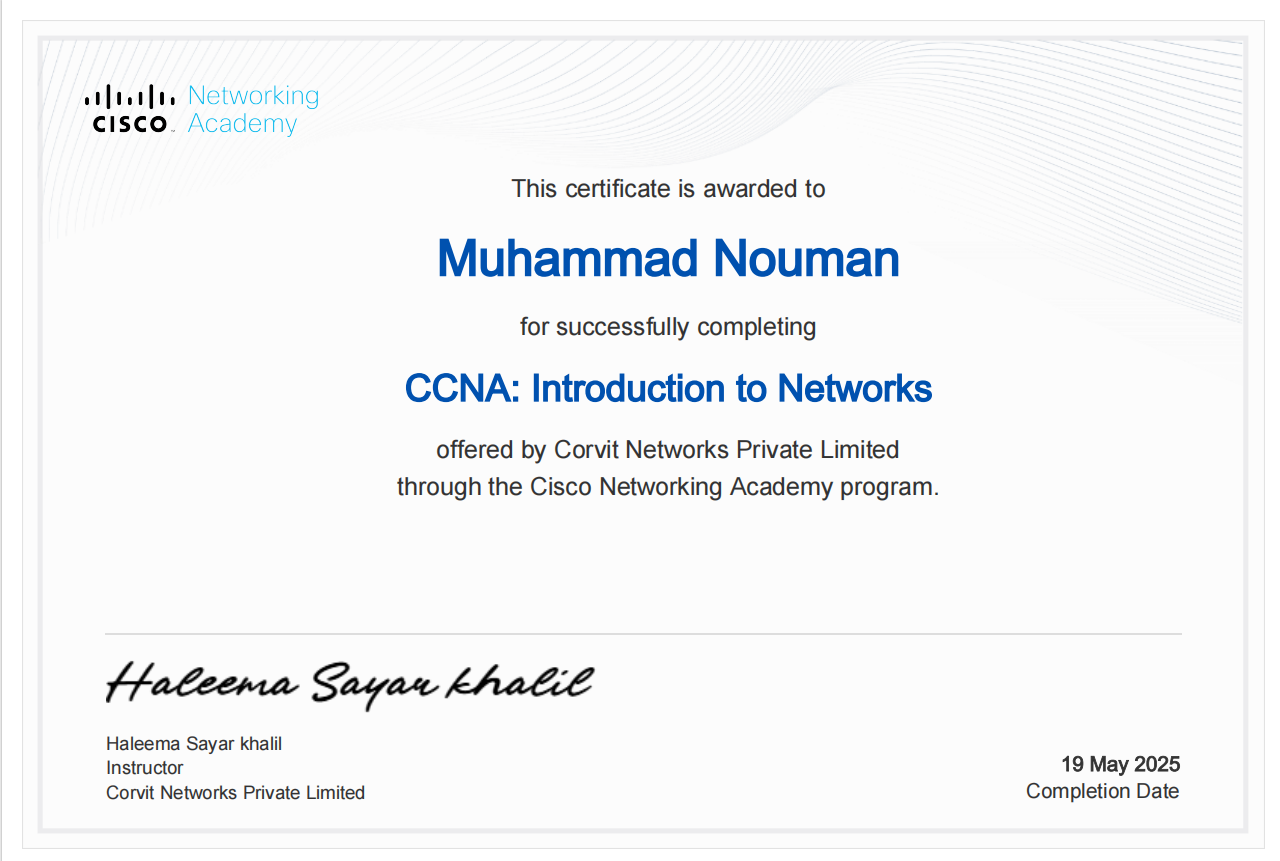 Networking
CISCO Academy
This certificate is awarded to
Muhammad Nouman
for successfully completing
CCNA: Introduction to Networks
offered by Corvit Networks Private Limited
through the Cisco Networking Academy program.
Haleema Sayar khalil
Haleema Sayar khalil
Instructor
Corvit Networks Private Limited
19 May 2025
Completion Date